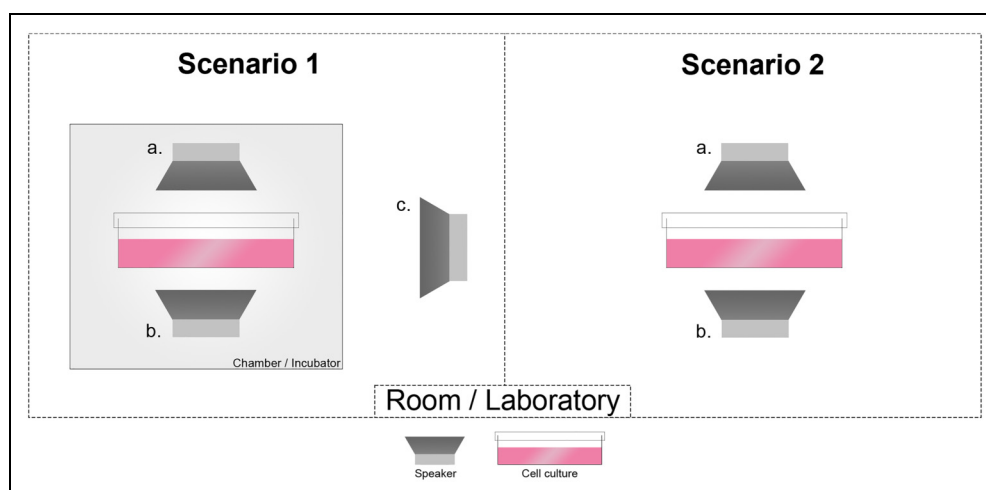 Scenario 1
Scenario 2
a.
a.
c.
b.
b.
Chamber / Incubator
Room / Laboratory
Speaker
Cell culture